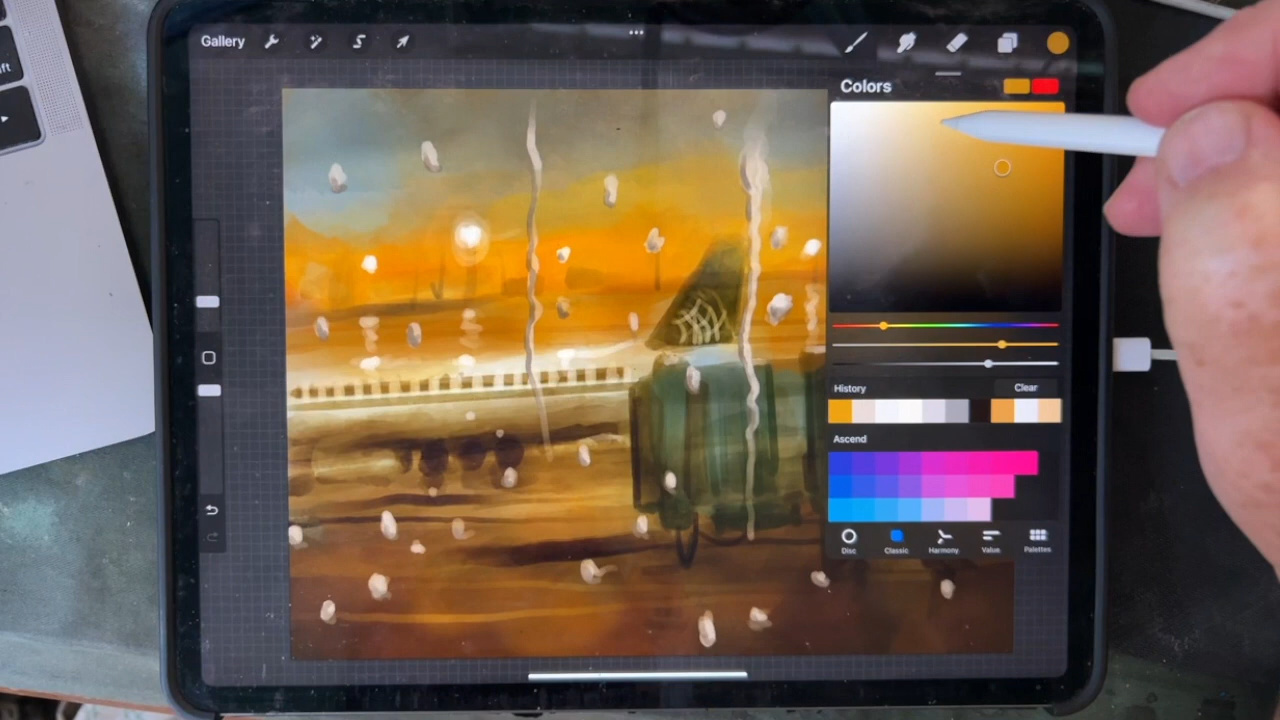 Gallery
Colors
History
Clear
Ascend
Disc
Classic
Harmony
Value
Palettes